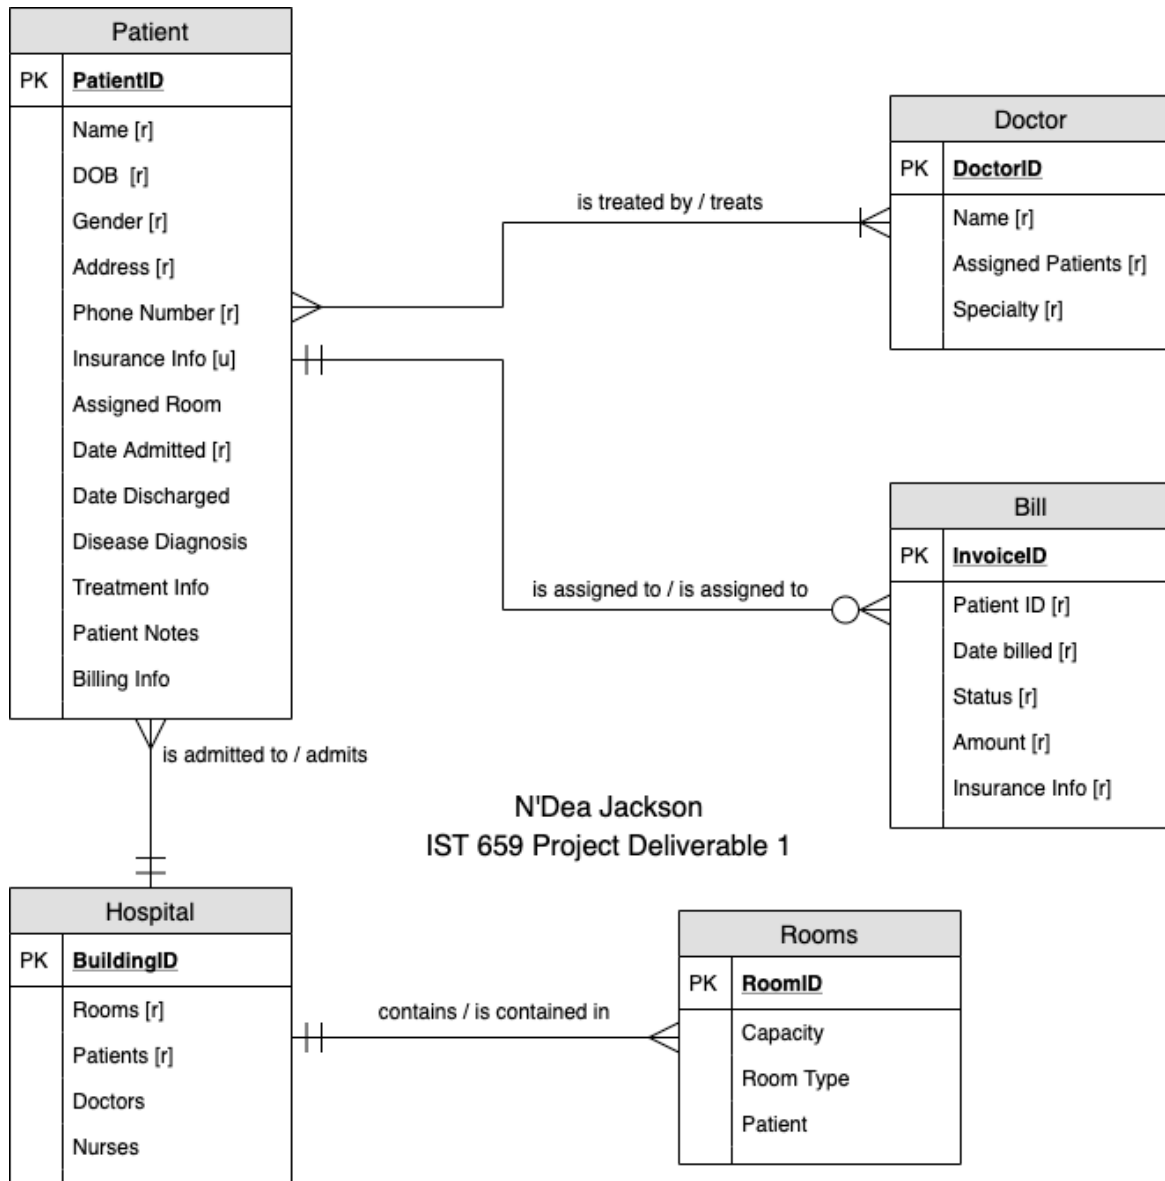 Patient
PK PatientID
Name [r]
DOB [r]
Gender [r]
Address [r]
Phone Number [r]
Insurance Info [u]
Assigned Room
Date Admitted [r]
Date Discharged
Disease Diagnosis
Treatment Info
Patient Notes
Billing Info
is treated by / treats
Doctor
PK DoctorID
Name [r]
Assigned Patients [r]
Specialty [r]
is assigned to / is assigned to
Bill
PK InvoiceID
Patient ID [r]
Date billed [r]
Status [r]
Amount [r]
Insurance Info [r]
is admitted to / admits
N'Dea Jackson
IST 659 Project Deliverable 1
Hospital
PK BuildingID
Rooms [r]
Patients [r]
Doctors
Nurses
contains / is contained in
Rooms
PK RoomID
Capacity
Room Type
Patient